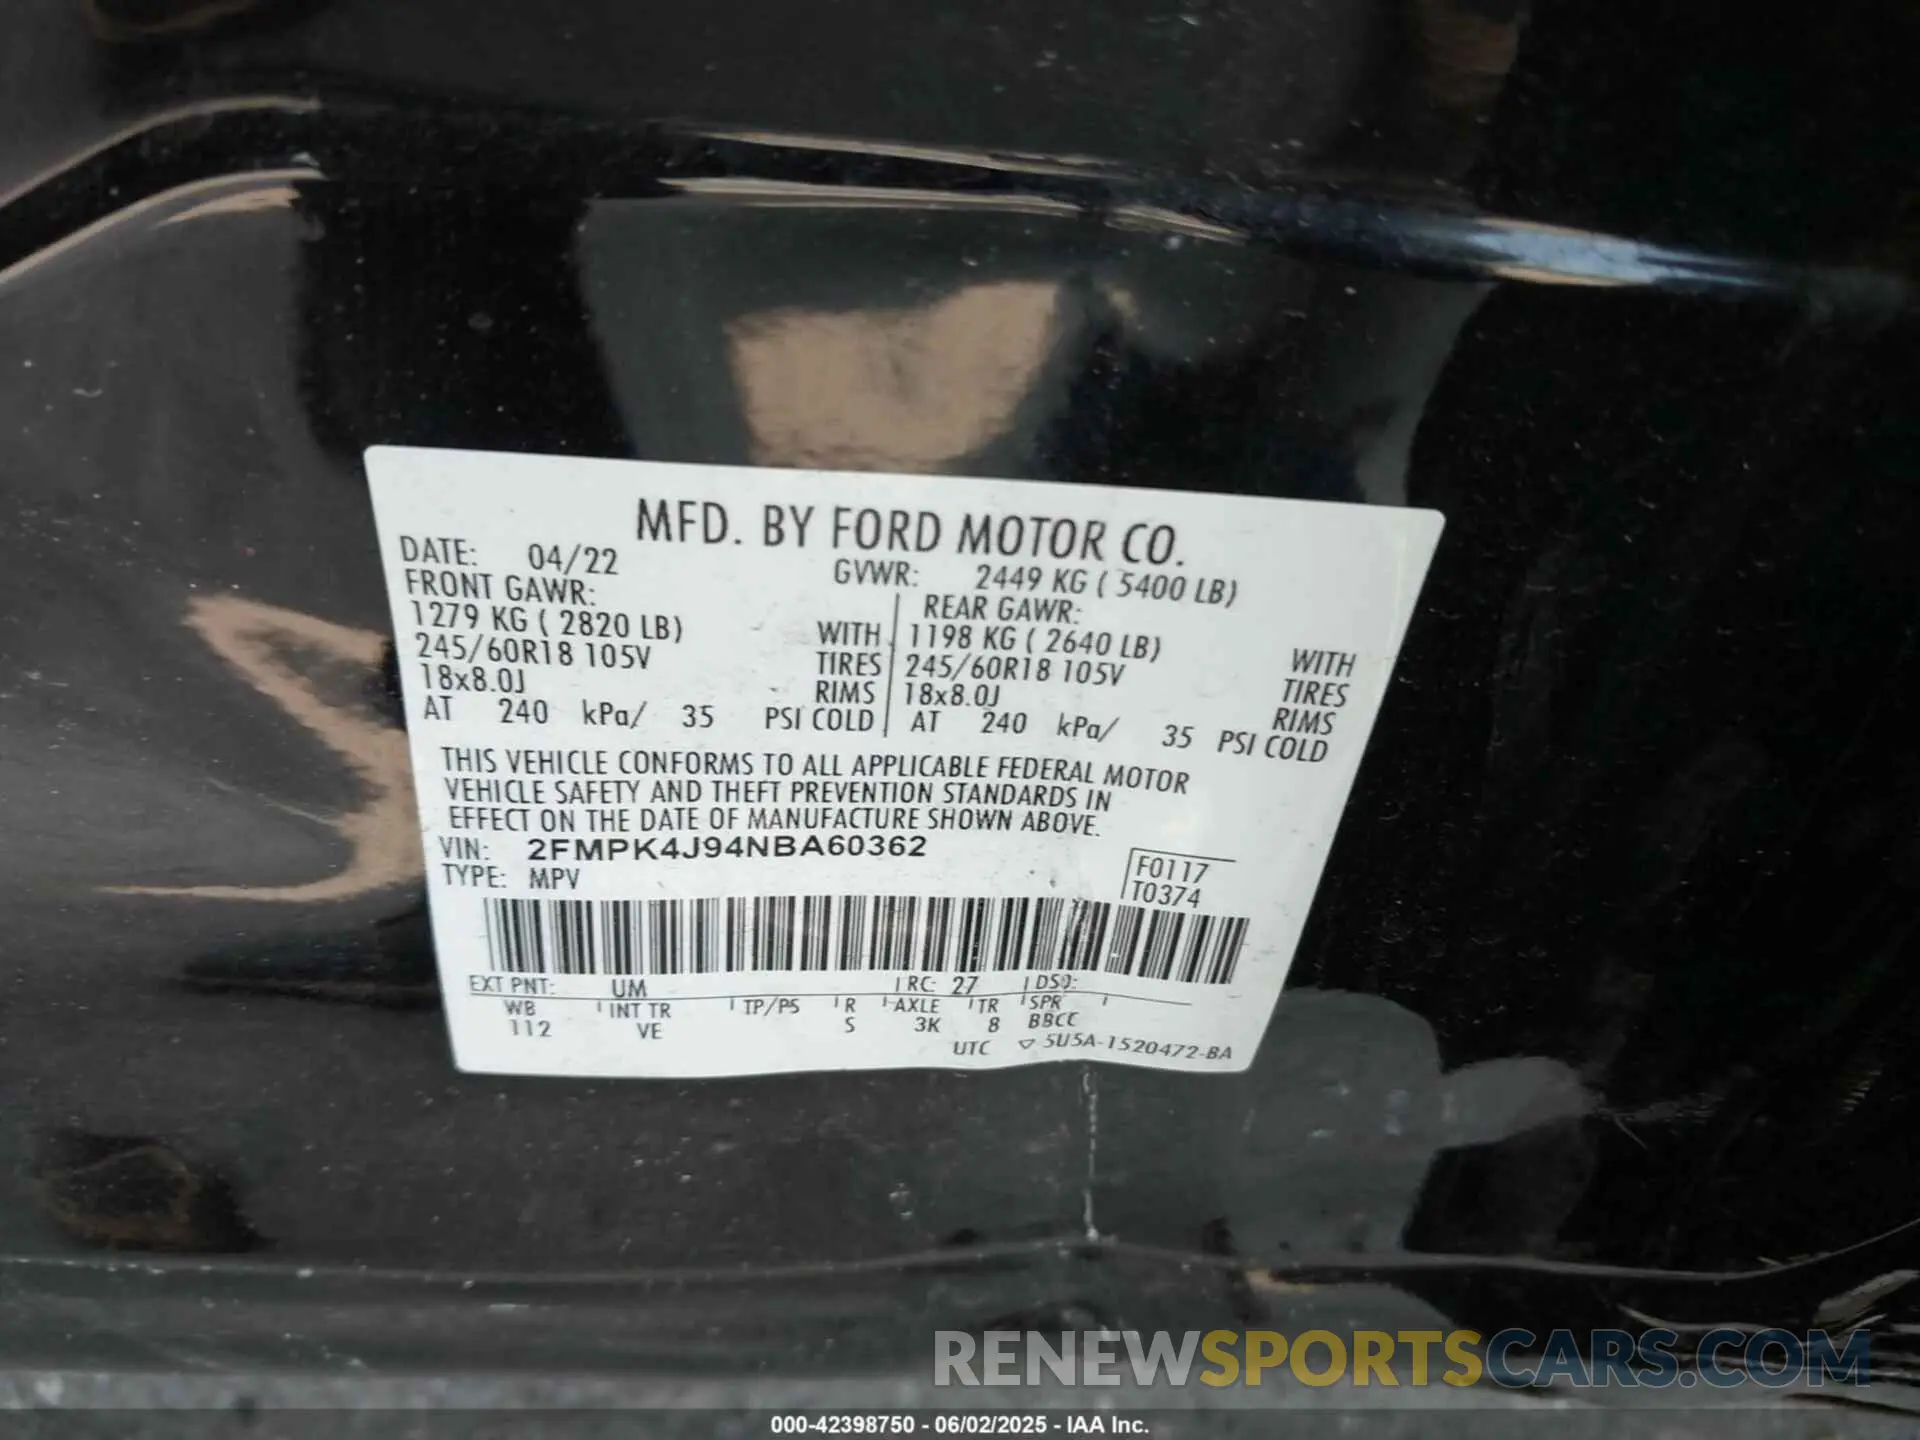 MFD. BY FORD MOTOR CO.
DATE: 04/22 GVWR: 2449 KG ( 5400 LB)
FRONT GAWR: REAR GAWR:
1279 KG ( 2820 LB) WITH 1198 KG ( 2640 LB) WITH
245/60R18 105V TIRES 245/60R18 105V TIRES
18x8.0J RIMS 18x8.0J RIMS
AT 240 kPa/ 35 PSI COLD AT 240 kPa/ 35 PSI COLD
THIS VEHICLE CONFORMS TO ALL APPLICABLE FEDERAL MOTOR
VEHICLE SAFETY AND THEFT PREVENTION STANDARDS IN
EFFECT ON THE DATE OF MANUFACTURE SHOWN ABOVE.
VIN: 2FMPK4J94NBA60362
TYPE: MPV
F0117
T0374
EXT PNT: UM RC: 27 DSO:
WB INT TR TP/PS R AXLE TR SPR
112 VE S 3K 8 BBCC
UTC ▽ 5U5A-1520472-BA
RENEWSPORTSCARS.COM
000-42398750 - 06/02/2025 - IAA Inc.